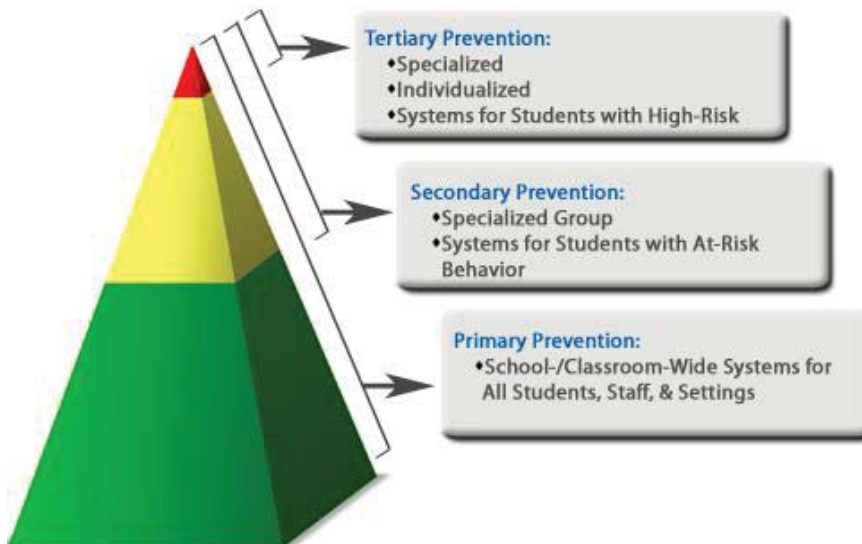 Tertiary Prevention:
♦Specialized
♦Individualized
♦Systems for Students with High-Risk
Secondary Prevention:
♦Specialized Group
♦Systems for Students with At-Risk
Behavior
Primary Prevention:
♦School-/Classroom-Wide Systems for
All Students, Staff, & Settings